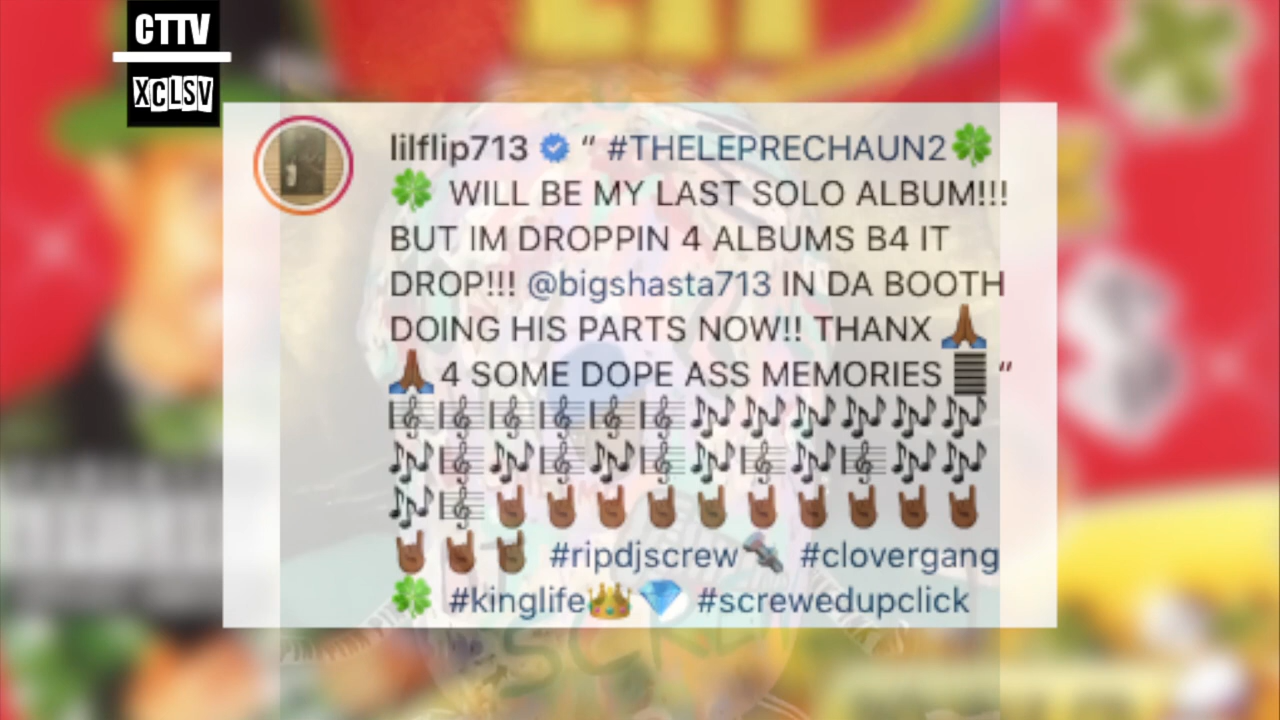 CTTV
XCLSV
LIL
lilflip713 “ #THELEPRECHAUN2🍀
🍀 WILL BE MY LAST SOLO ALBUM!!!
BUT IM DROPPIN 4 ALBUMS B4 IT
DROP!!! @bigshasta713 IN DA BOOTH
DOING HIS PARTS NOW!! THANX 🙏🏾
🙏🏾 4 SOME DOPE ASS MEMORIES “
🎼🎼🎼🎼🎼🎼🎶🎶🎶🎶🎶🎶
🎶🎼🎶🎼🎶🎼🎶🎼🎶🎼🎶🎶
🎶🎼🤘🏾🤘🏾🤘🏾🤘🏾🤘🏾🤘🏾🤘🏾🤘🏾🤘🏾🤘🏾
🤘🏾🤘🏾🤘🏾 #ripdjscrew🔩 #clovergang
🍀 #kinglife👑💎 #screwedupclick